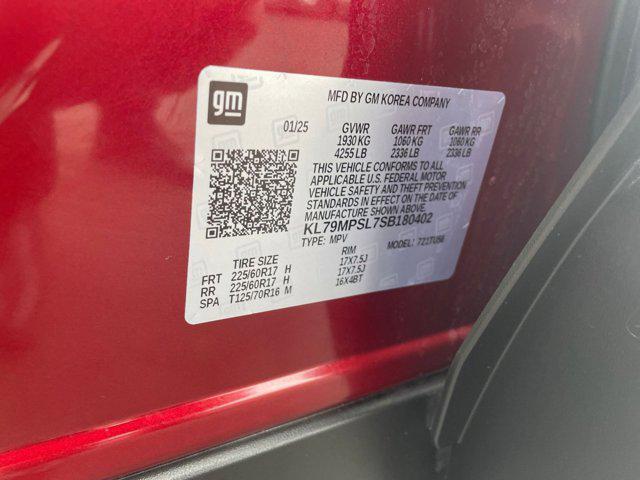 gm
MFD BY GM KOREA COMPANY
01/25 GVWR GAWR FRT GAWR RR
1930 KG 1060 KG 1060 KG
4255 LB 2336 LB 2336 LB
THIS VEHICLE CONFORMS TO ALL
APPLICABLE U.S. FEDERAL MOTOR
VEHICLE SAFETY AND THEFT PREVENTION
STANDARDS IN EFFECT ON THE DATE OF
MANUFACTURE SHOWN ABOVE.
KL79MPSL7SB180402
TYPE: MPV MODEL: 721TU56
TIRE SIZE RIM
FRT 225/60R17 H 17X7.5J
RR 225/60R17 H 17X7.5J
SPA T125/70R16 M 16X4BT